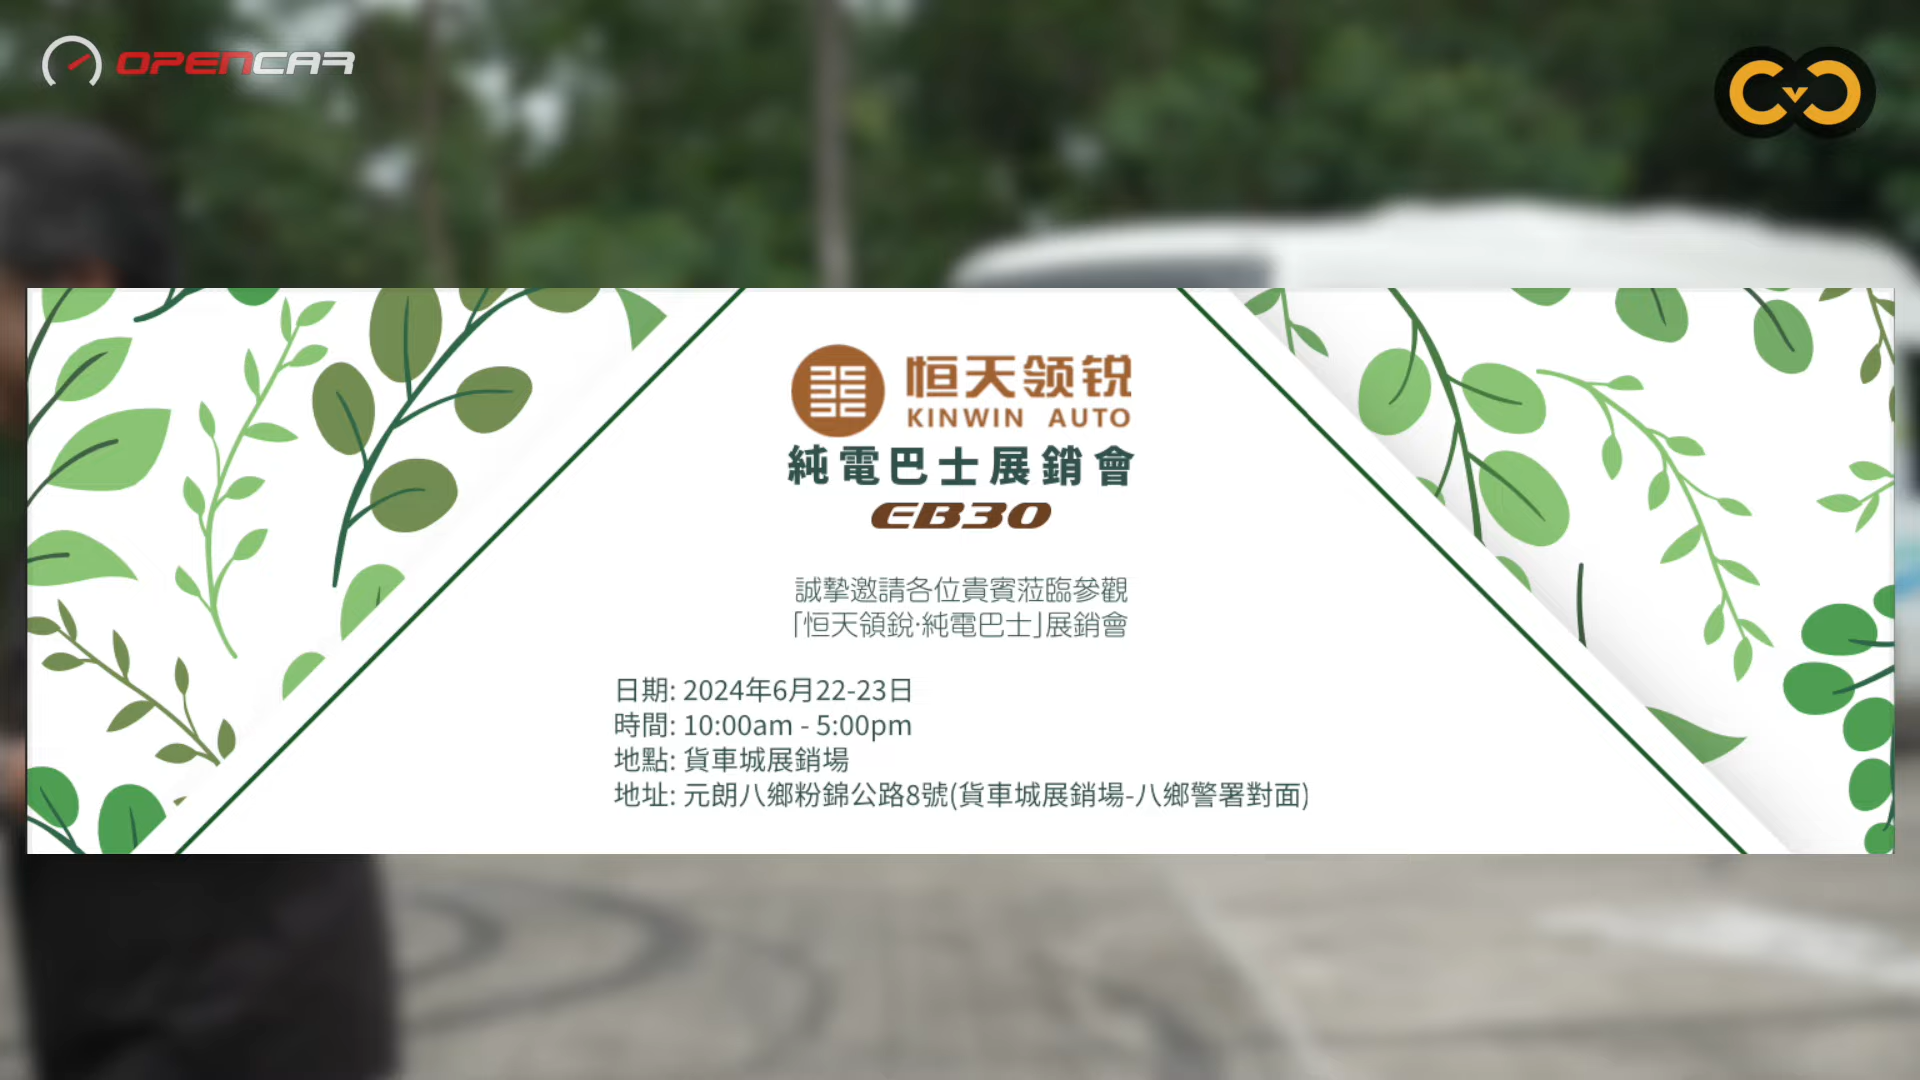 OPENCAR
CVC
恒天领锐
KINWIN AUTO
純電巴士展銷會
EB30
誠摯邀請各位貴賓蒞臨參觀
「恒天領銳·純電巴士」展銷會
日期: 2024年6月22-23日
時間: 10:00am - 5:00pm
地點: 貨車城展銷場
地址: 元朗八鄉粉錦公路8號(貨車城展銷場-八鄉警署對面)